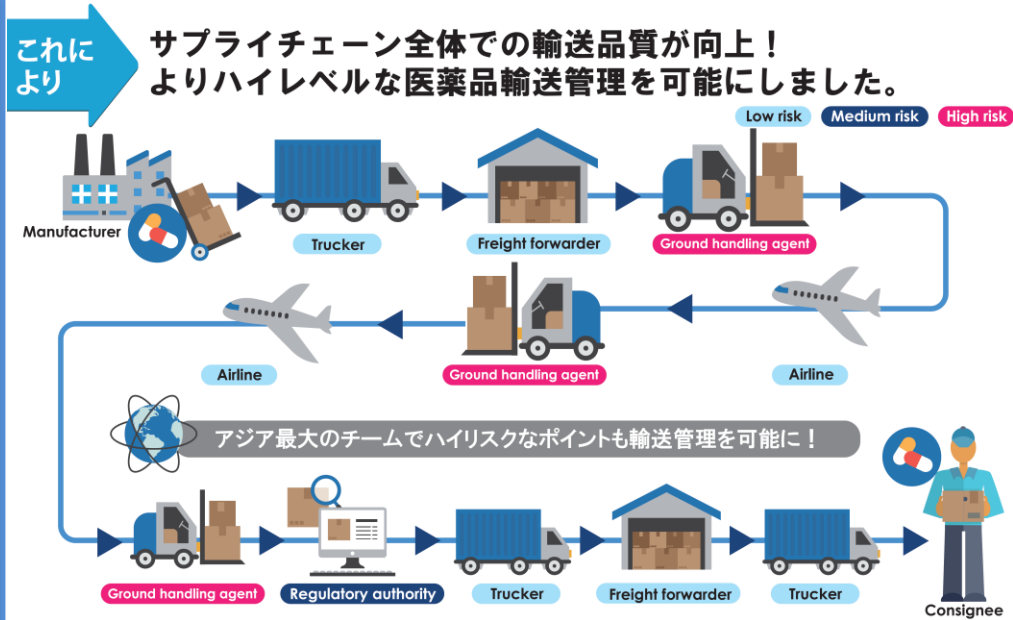 これに
より
サプライチェーン全体での輸送品質が向上！
よりハイレベルな医薬品輸送管理を可能にしました。
Low risk
Medium risk
High risk
Manufacturer
Trucker
Freight forwarder
Ground handling agent
Airline
Ground handling agent
Airline
アジア最大のチームでハイリスクなポイントも輸送管理を可能に！
Ground handling agent
Regulatory authority
Trucker
Freight forwarder
Trucker
Consignee